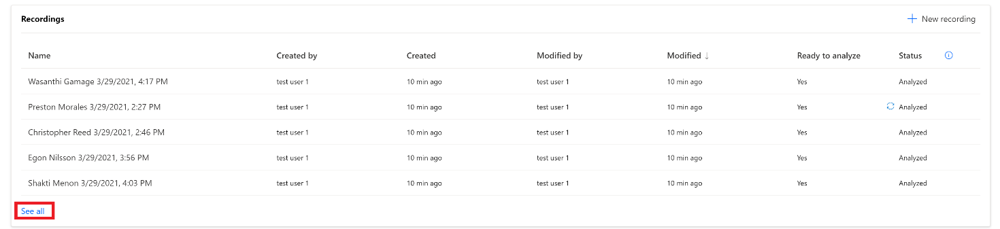 Recordings
New recording
Name Created by Created Modified by Modified ↓ Ready to analyze Status
Wasanthi Gamage 3/29/2021, 4:17 PM test user 1 10 min ago test user 1 10 min ago Yes Analyzed
Preston Morales 3/29/2021, 2:27 PM test user 1 10 min ago test user 1 10 min ago Yes Analyzed
Christopher Reed 3/29/2021, 2:46 PM test user 1 10 min ago test user 1 10 min ago Yes Analyzed
Egon Nilsson 3/29/2021, 3:56 PM test user 1 10 min ago test user 1 10 min ago Yes Analyzed
Shakti Menon 3/29/2021, 4:03 PM test user 1 10 min ago test user 1 10 min ago Yes Analyzed
See all